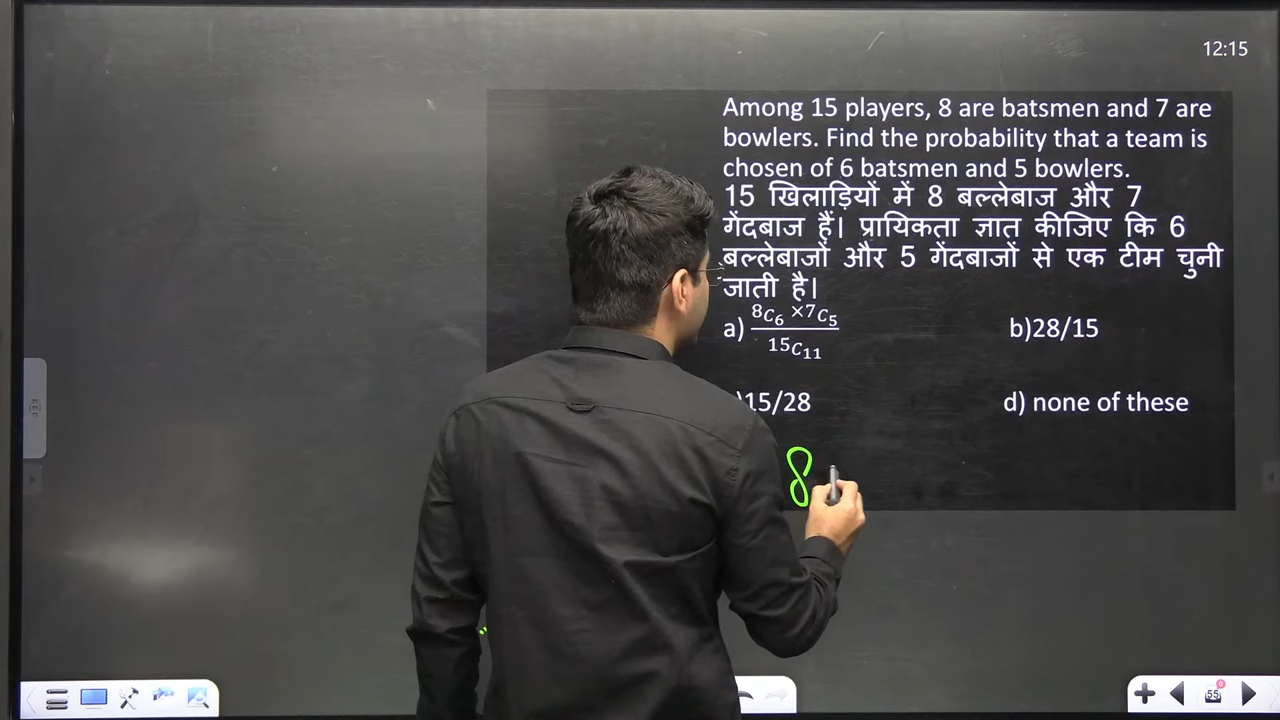 12:15
Among 15 players, 8 are batsmen and 7 are
bowlers. Find the probability that a team is
chosen of 6 batsmen and 5 bowlers.
15 खिलाड़ियों में 8 बल्लेबाज और 7
गेंदबाज हैं। प्रायिकता ज्ञात कीजिए कि 6
बल्लेबाजों और 5 गेंदबाजों से एक टीम चुनी
जाती है।
a) 8C₆ ×7C₅ / 15C₁₁ b)28/15
)15/28 d) none of these
8
55